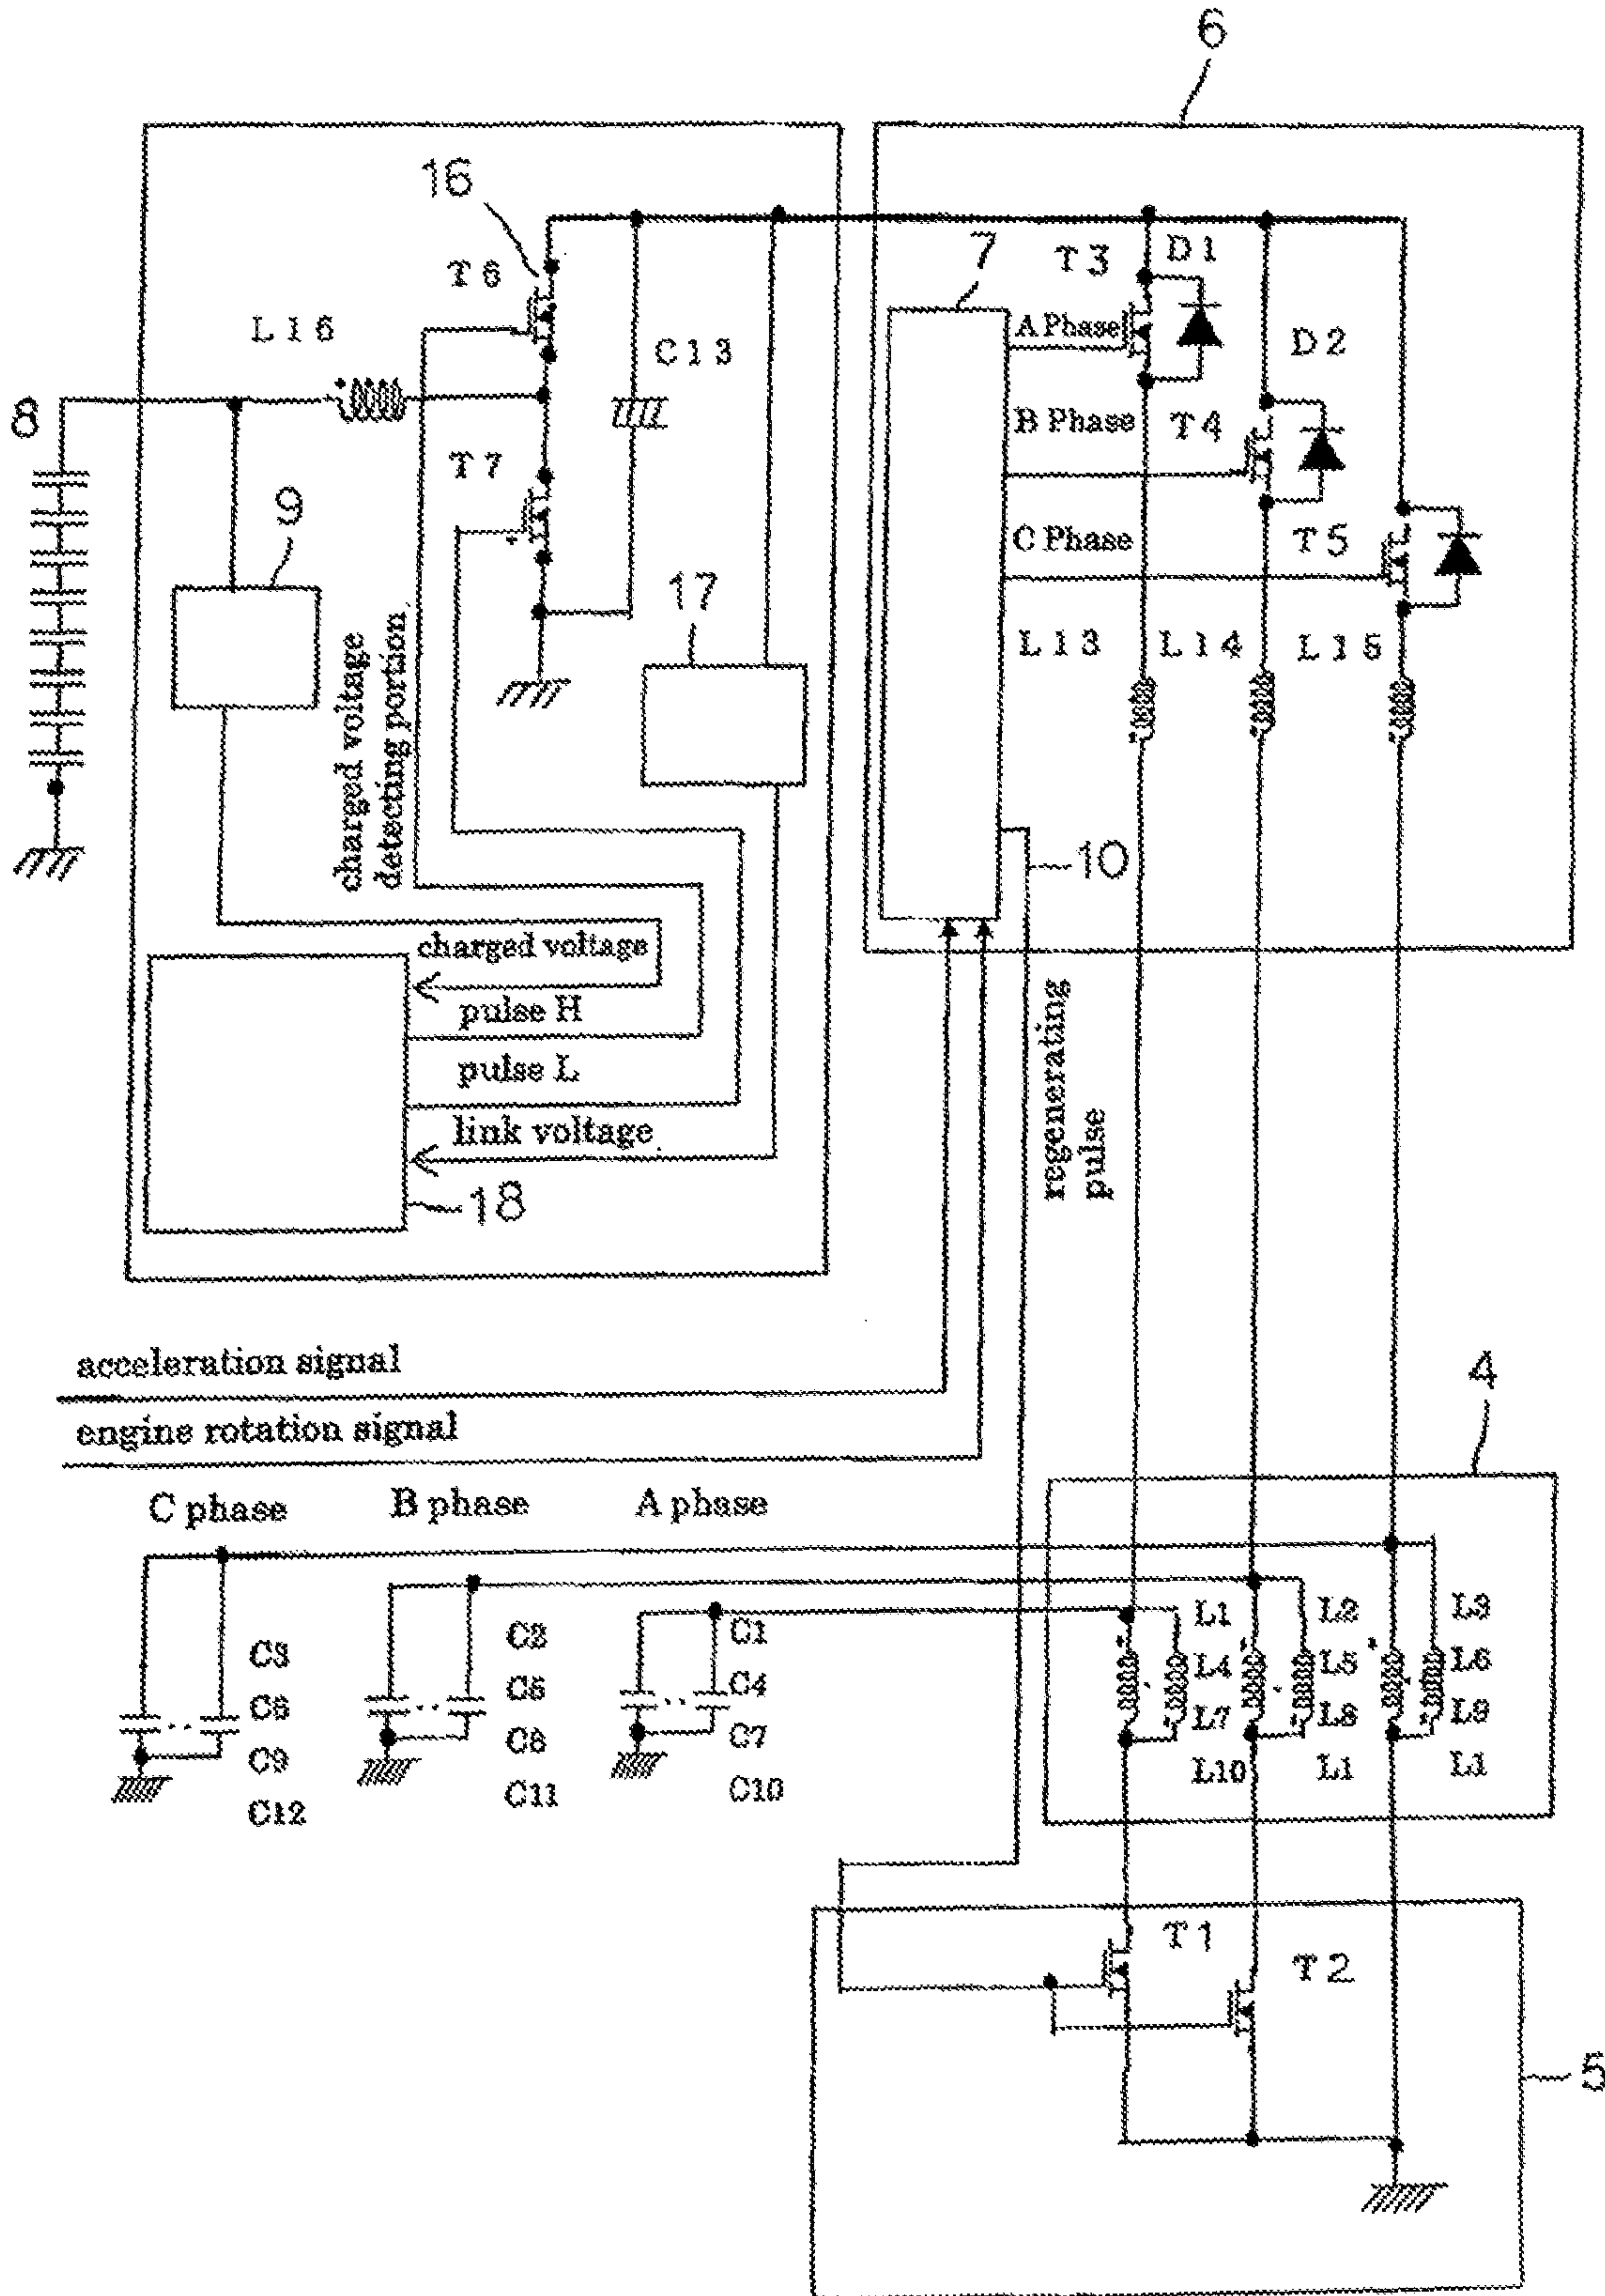 6
16
7
T3
D1
T6
L16
C13
A Phase
D2
8
B Phase
T4
T7
9
C Phase
T5
17
L13
L14
L15
charged voltage
detecting portion
10
charged voltage
pulse H
pulse L
link voltage
18
regenerating
pulse
acceleration signal
engine rotation signal
4
C phase
B phase
A phase
L1
L2
L3
C3
C2
C1
L4
L5
L6
C6
C5
C4
L7
L8
L9
C9
C8
C7
L10
L1
L1
C12
C11
C10
T1
T2
5